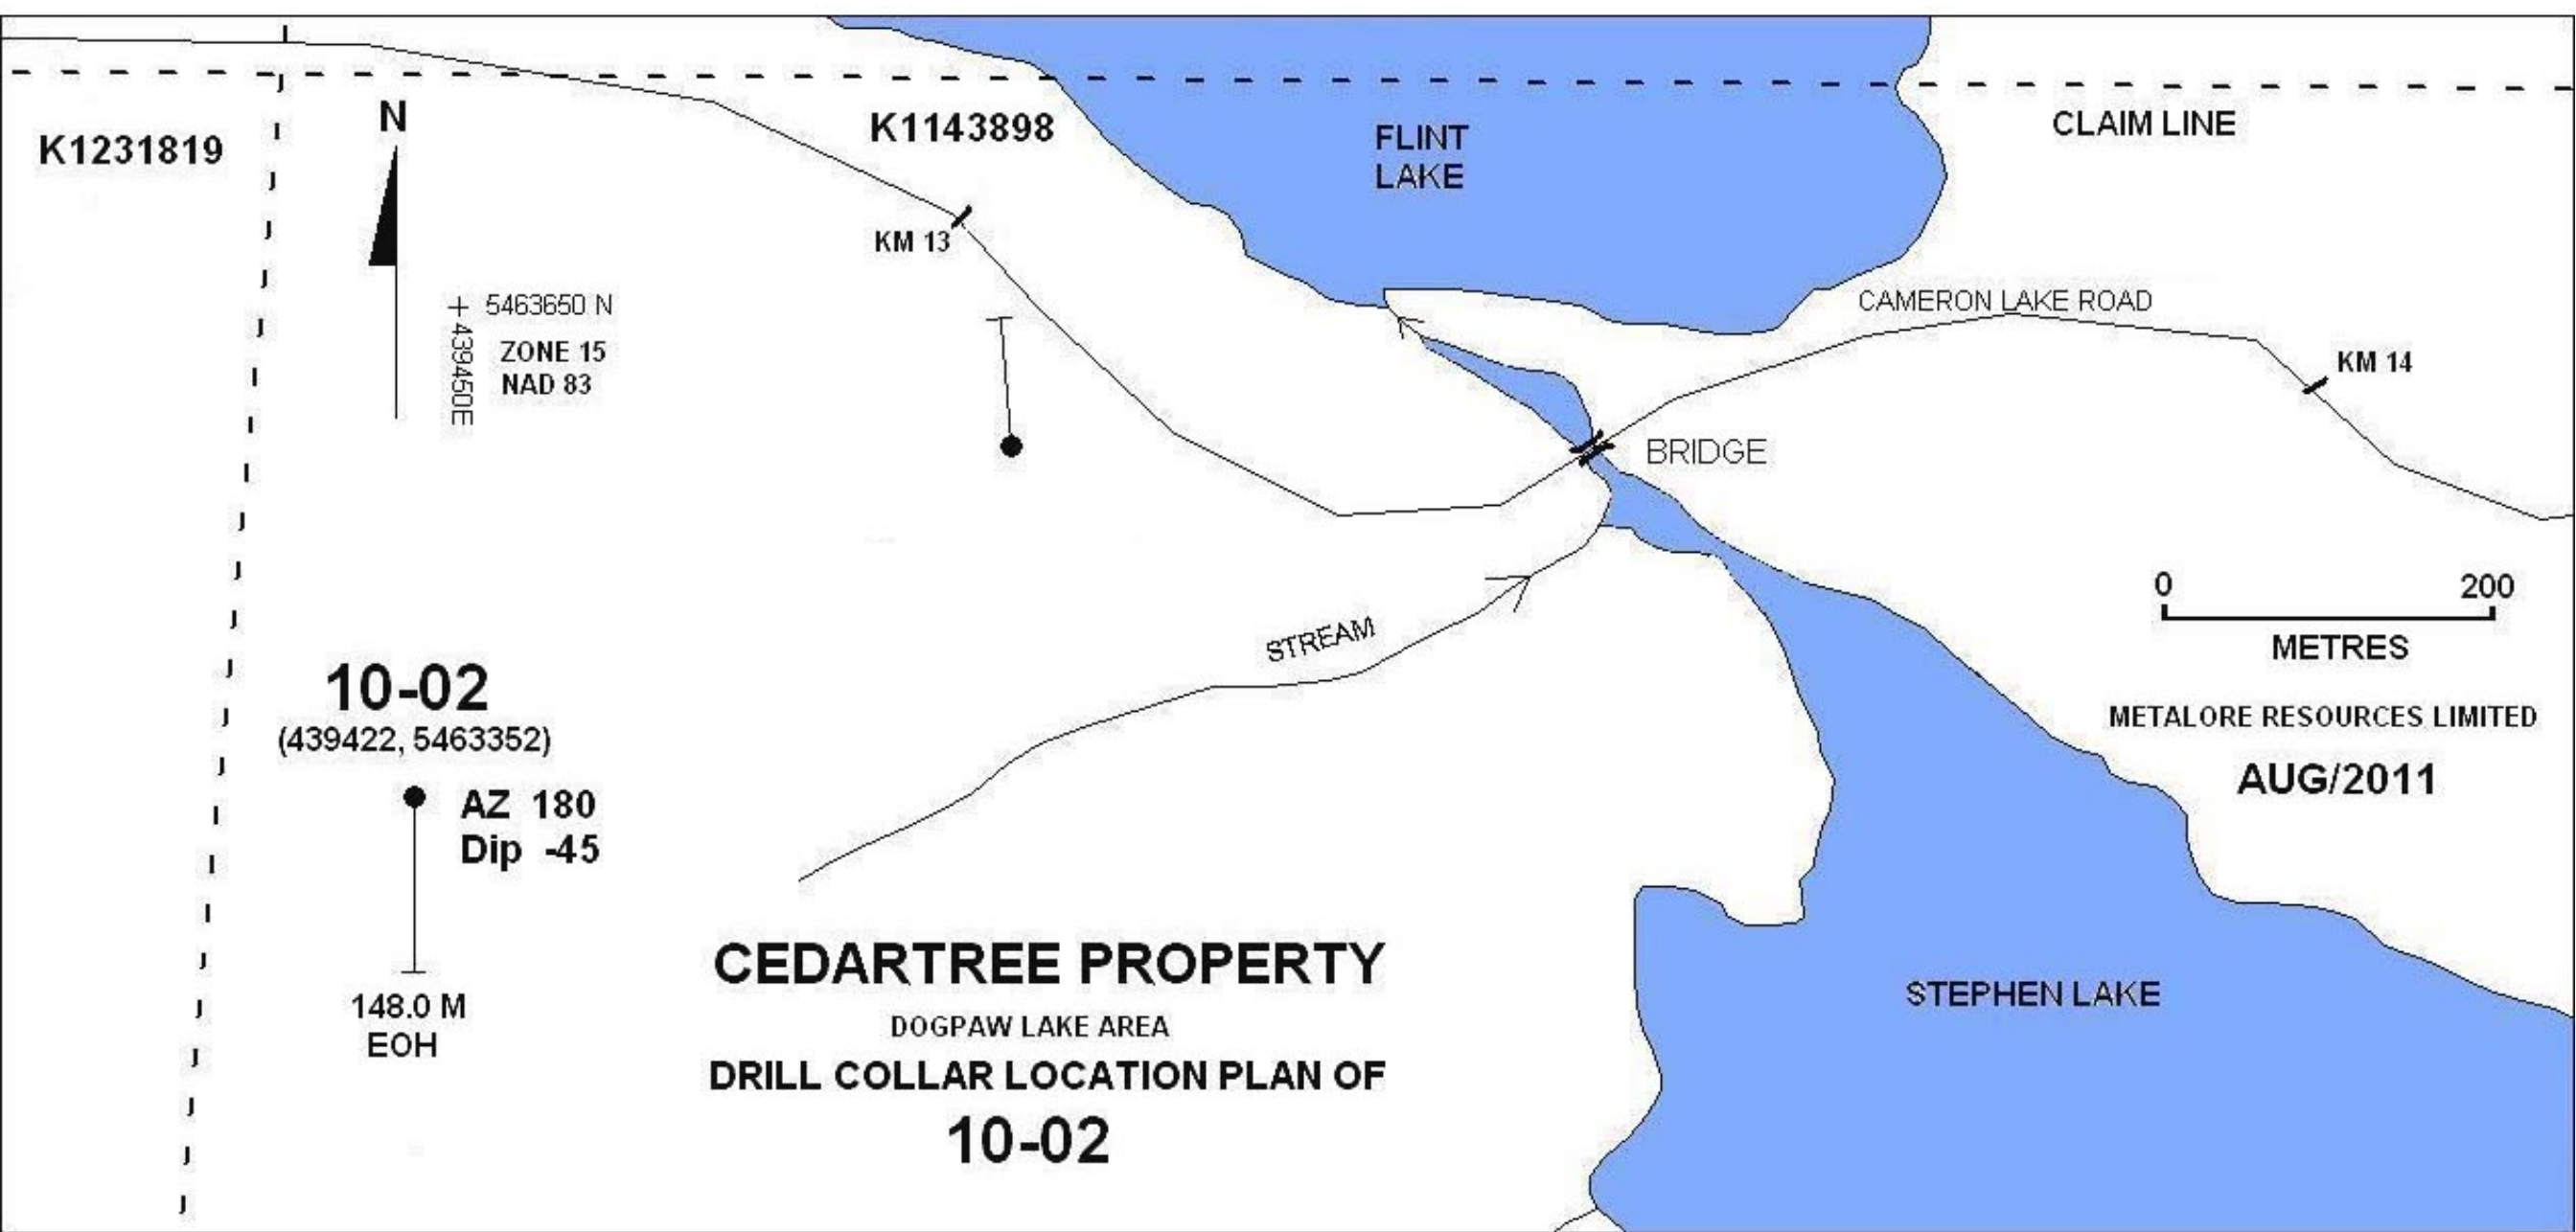 K1231819
N
K1143898
FLINT
LAKE
CLAIM LINE
KM 13
+ 5463650 N
439450E
ZONE 15
NAD 83
CAMERON LAKE ROAD
KM 14
BRIDGE
STREAM
0 200
METRES
METALORE RESOURCES LIMITED
AUG/2011
10-02
(439422, 5463352)
AZ 180
Dip -45
148.0 M
EOH
CEDARTREE PROPERTY
DOGPAW LAKE AREA
DRILL COLLAR LOCATION PLAN OF
10-02
STEPHEN LAKE